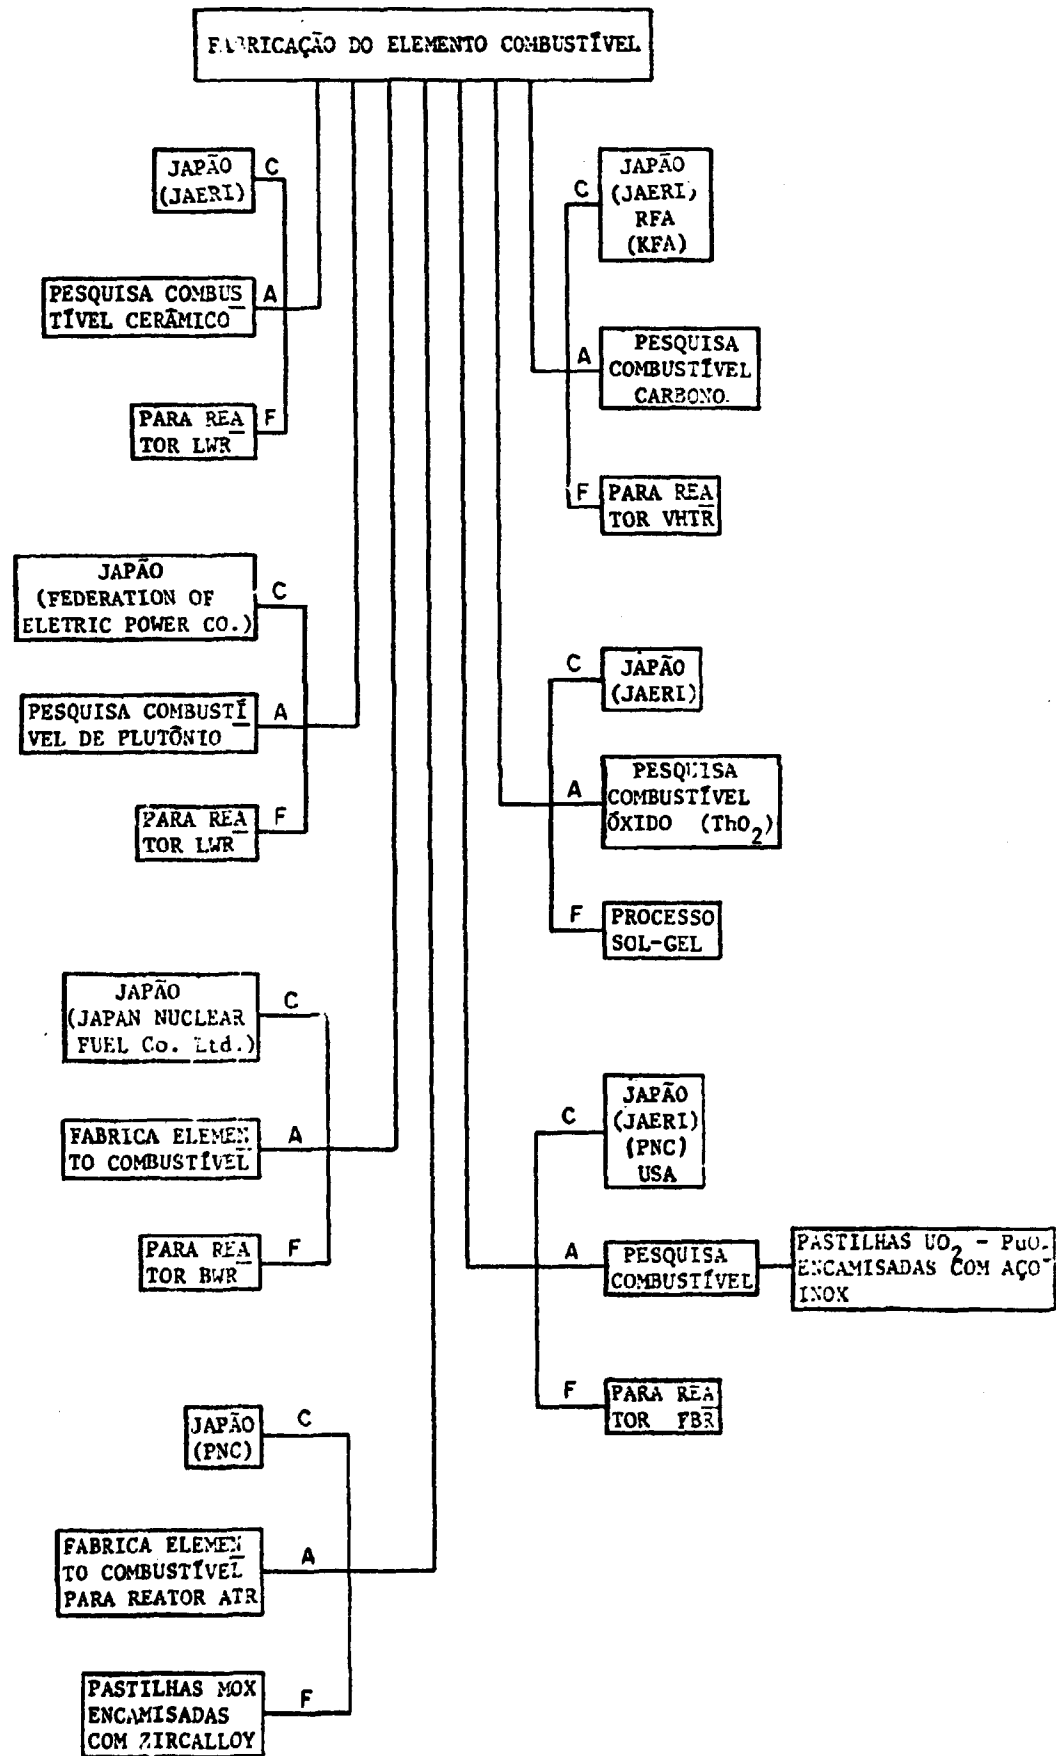 FABRICAÇÃO DO ELEMENTO COMBUSTÍVEL
JAPÃO
(JAERI)
C
PESQUISA COMBUS
TÍVEL CERÂMICO
A
PARA REA
TOR LWR
F
JAPÃO
(FEDERATION OF
ELETRIC POWER CO.)
C
PESQUISA COMBUSTÍ
VEL DE PLUTÔNIO
A
PARA REA
TOR LWR
F
JAPÃO
(JAPAN NUCLEAR
FUEL Co. Ltd.)
C
FABRICA ELEMEN
TO COMBUSTÍVEL
A
PARA REA
TOR BWR
F
JAPÃO
(PNC)
C
FABRICA ELEMEN
TO COMBUSTÍVEL
PARA REATOR ATR
A
PASTILHAS MOX
ENCAMISADAS
COM ZIRCALLOY
F
C
JAPÃO
(JAERI)
RFA
(KFA)
A
PESQUISA
COMBUSTÍVEL
CARBONO
F
PARA REA
TOR VHTR
C
JAPÃO
(JAERI)
A
PESQUISA
COMBUSTÍVEL
ÓXIDO (ThO₂)
F
PROCESSO
SOL-GEL
C
JAPÃO
(JAERI)
(PNC)
USA
A
PESQUISA
COMBUSTÍVEL
PASTILHAS UO₂ -
ENCAMISADAS COM AÇO
INOX
F
PARA REA
TOR FBR